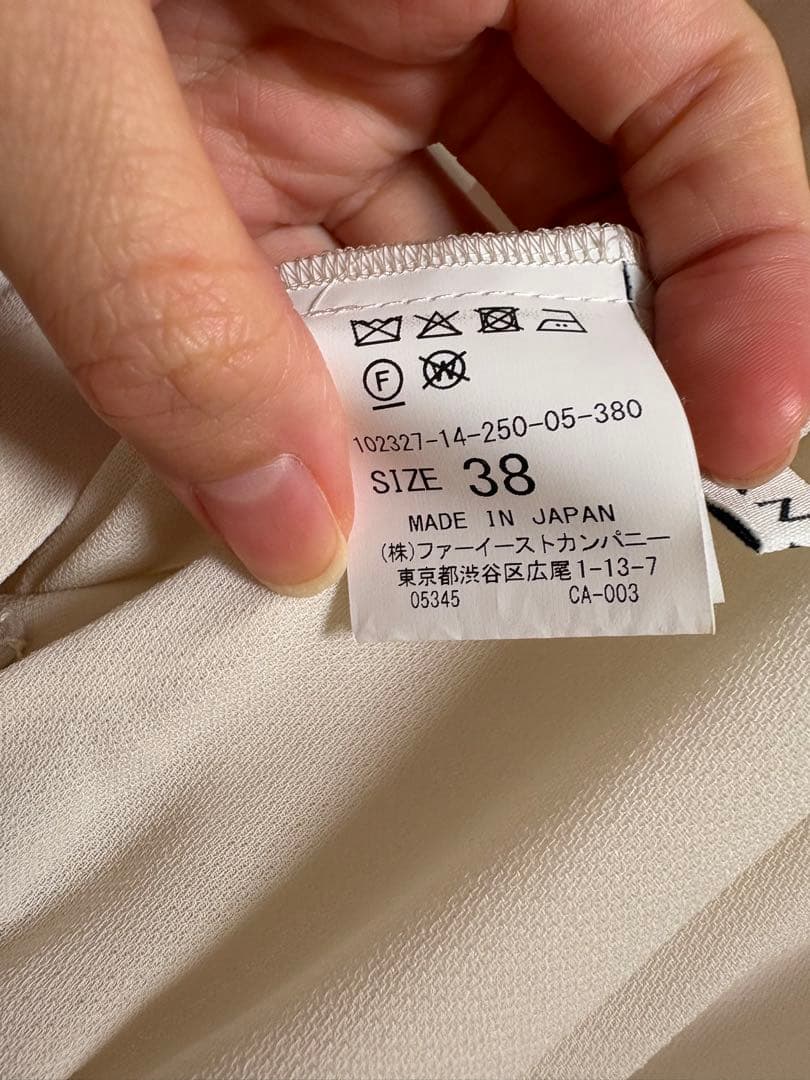 F W
102327-14-250-05-380
SIZE 38
MADE IN JAPAN
(株)ファーイーストカンパニー
東京都渋谷区広尾1-13-7
05345 CA-003